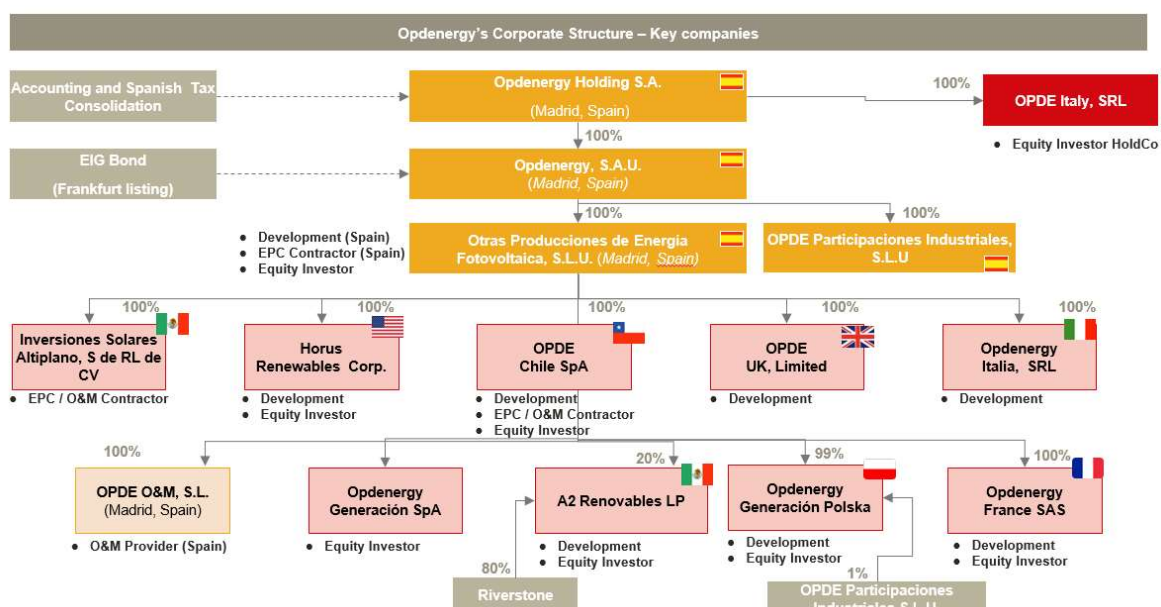 Opdenergy's Corporate Structure – Key companies
Accounting and Spanish Tax
Consolidation
Opdenergy Holding S.A.
(Madrid, Spain)
100%
OPDE Italy, SRL
● Equity Investor HoldCo
100%
EIG Bond
(Frankfurt listing)
Opdenergy, S.A.U.
(Madrid, Spain)
100%
100%
● Development (Spain)
● EPC Contractor (Spain)
● Equity Investor
Otras Producciones de Energia
Fotovoltaica, S.L.U. (Madrid, Spain)
OPDE Participaciones Industriales,
S.L.U
100%
100%
100%
100%
100%
Inversiones Solares
Altiplano, S de RL de
CV
● EPC / O&M Contractor
Horus
Renewables Corp.
● Development
● Equity Investor
OPDE
Chile SpA
● Development
● EPC / O&M Contractor
● Equity Investor
OPDE
UK, Limited
● Development
Opdenergy
Italia, SRL
● Development
100%
20%
99%
100%
OPDE O&M, S.L.
(Madrid, Spain)
● O&M Provider (Spain)
Opdenergy
Generación SpA
● Equity Investor
A2 Renovables LP
● Development
● Equity Investor
Opdenergy
Generación Polska
● Development
● Equity Investor
Opdenergy
France SAS
● Development
● Equity Investor
80%
Riverstone
1%
OPDE Participaciones
Industriales S.L.U